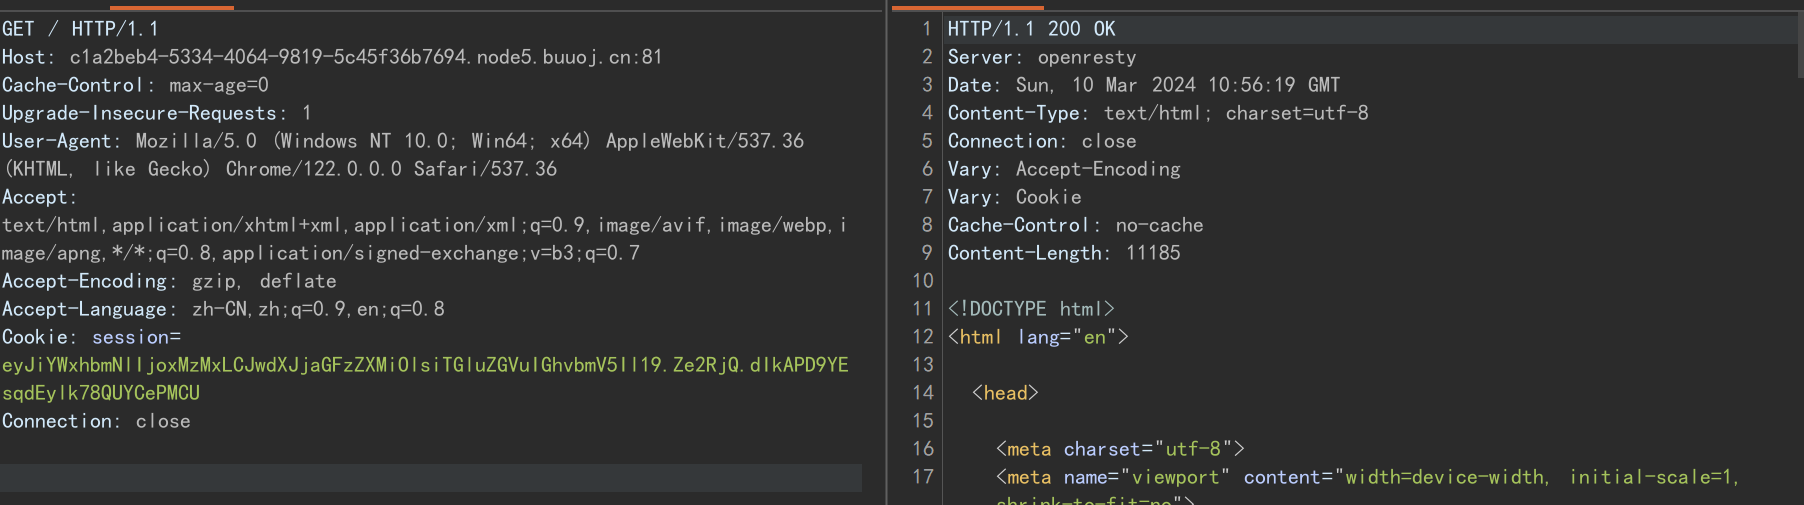 GET / HTTP/1.1
Host: c1a2beb4-5334-4064-9819-5c45f36b7694.node5.buuoj.cn:81
Cache-Control: max-age=0
Upgrade-Insecure-Requests: 1
User-Agent: Mozilla/5.0 (Windows NT 10.0; Win64; x64) AppleWebKit/537.36
(KHTML, like Gecko) Chrome/122.0.0.0 Safari/537.36
Accept:
text/html,application/xhtml+xml,application/xml;q=0.9,image/avif,image/webp,i
mage/apng,*/*;q=0.8,application/signed-exchange;v=b3;q=0.7
Accept-Encoding: gzip, deflate
Accept-Language: zh-CN,zh;q=0.9,en;q=0.8
Cookie: session=
eyJiYWxhbmNlIjoxMzMxLCJwdXJjaGFzZXMiOlsiTGluZGVuIGhvbmV5Il19.Ze2RjQ.dIkAPD9YE
sqdEyIk78QUYCePMCU
Connection: close
1 HTTP/1.1 200 OK
2 Server: openresty
3 Date: Sun, 10 Mar 2024 10:56:19 GMT
4 Content-Type: text/html; charset=utf-8
5 Connection: close
6 Vary: Accept-Encoding
7 Vary: Cookie
8 Cache-Control: no-cache
9 Content-Length: 11185
10
11 <!DOCTYPE html>
12 <html lang="en">
13
14 <head>
15
16 <meta charset="utf-8">
17 <meta name="viewport" content="width=device-width, initial-scale=1,
shrink-to-fit=no">